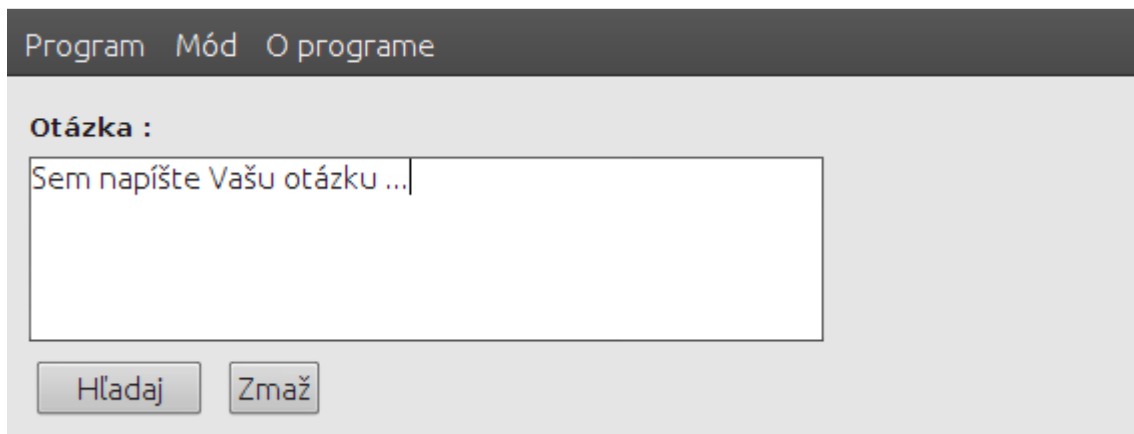 Program Mód O programe
Otázka :
Sem napíšte Vašu otázku ...
Hľadaj Zmaž